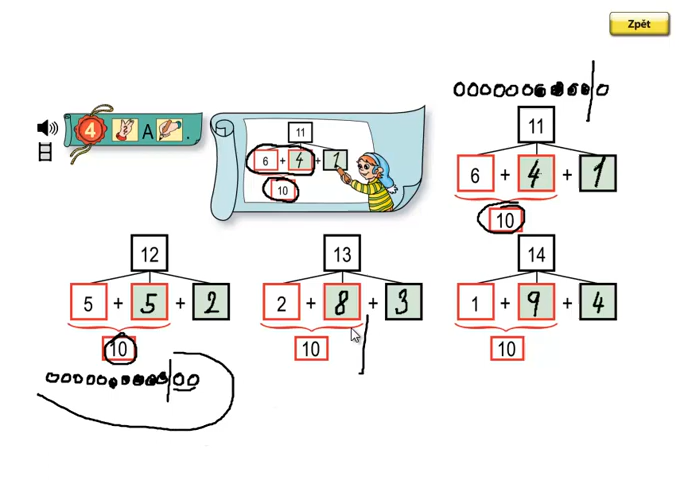 Zpět
4 A .
11
6 + 4 + 1
10
11
6 + 4 + 1
10
12
5 + 5 + 2
10
13
2 + 8 + 3
10
14
1 + 9 + 4
10